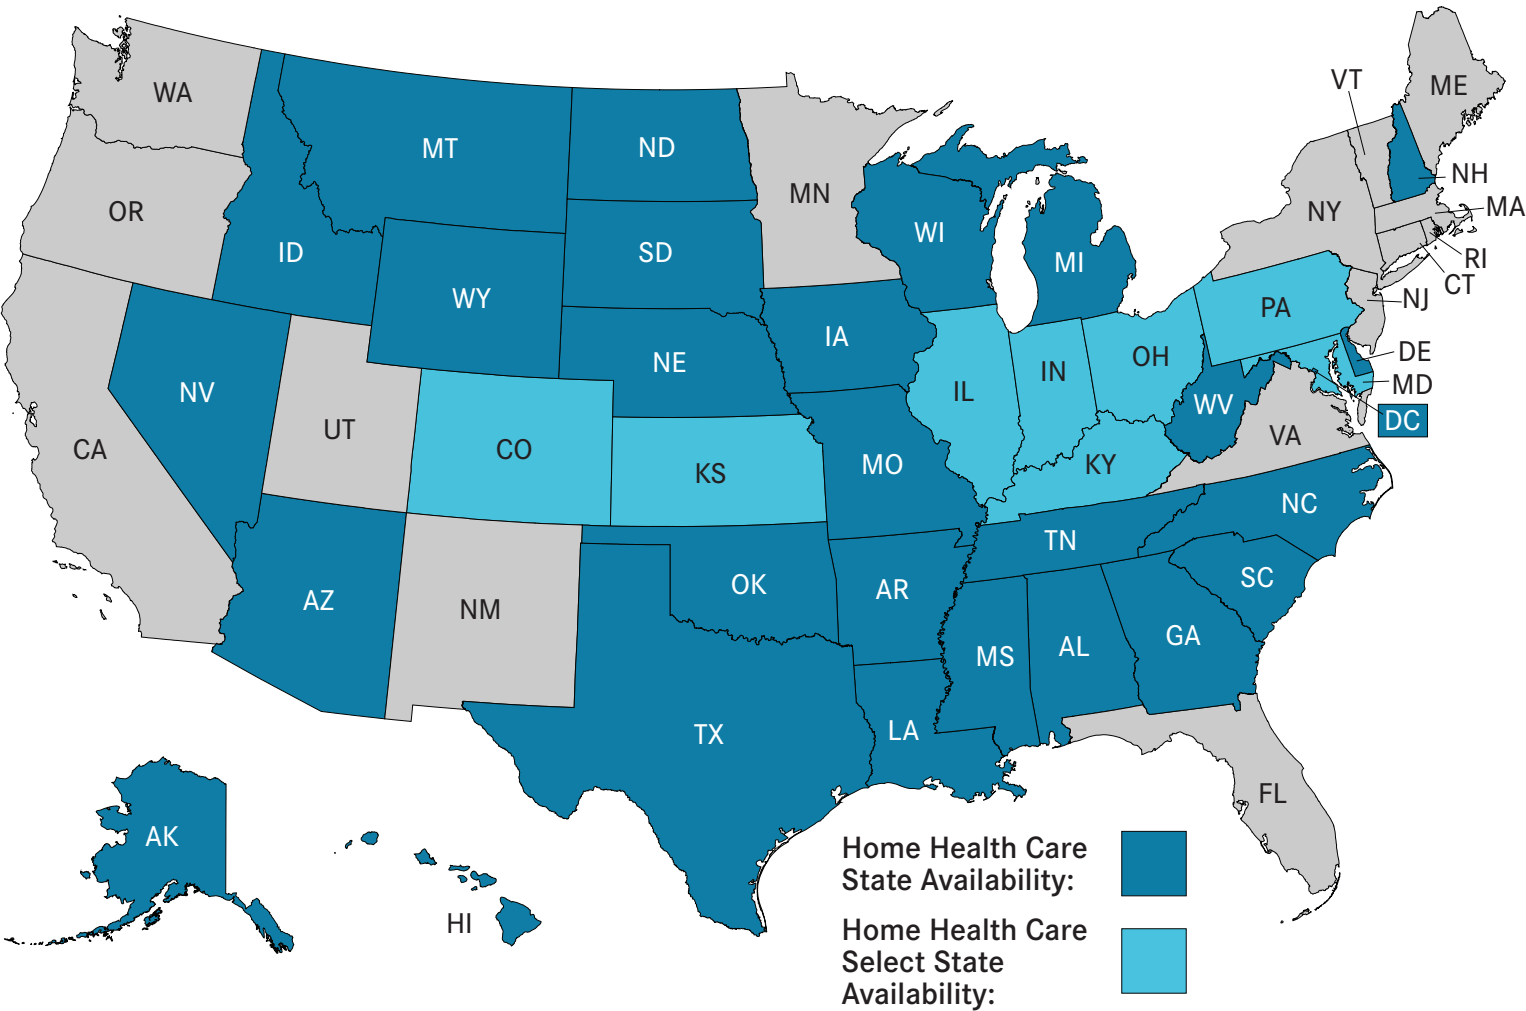 WA
OR
CA
ID
NV
UT
AZ
MT
WY
CO
NM
ND
SD
NE
KS
OK
TX
MN
IA
MO
AR
LA
WI
IL
MI
IN
OH
KY
TN
MS
AL
GA
FL
SC
NC
VA
WV
PA
NY
VT
ME
NH
MA
RI
CT
NJ
DE
MD
DC
AK
HI
Home Health Care
State Availability:
Home Health Care
Select State
Availability: